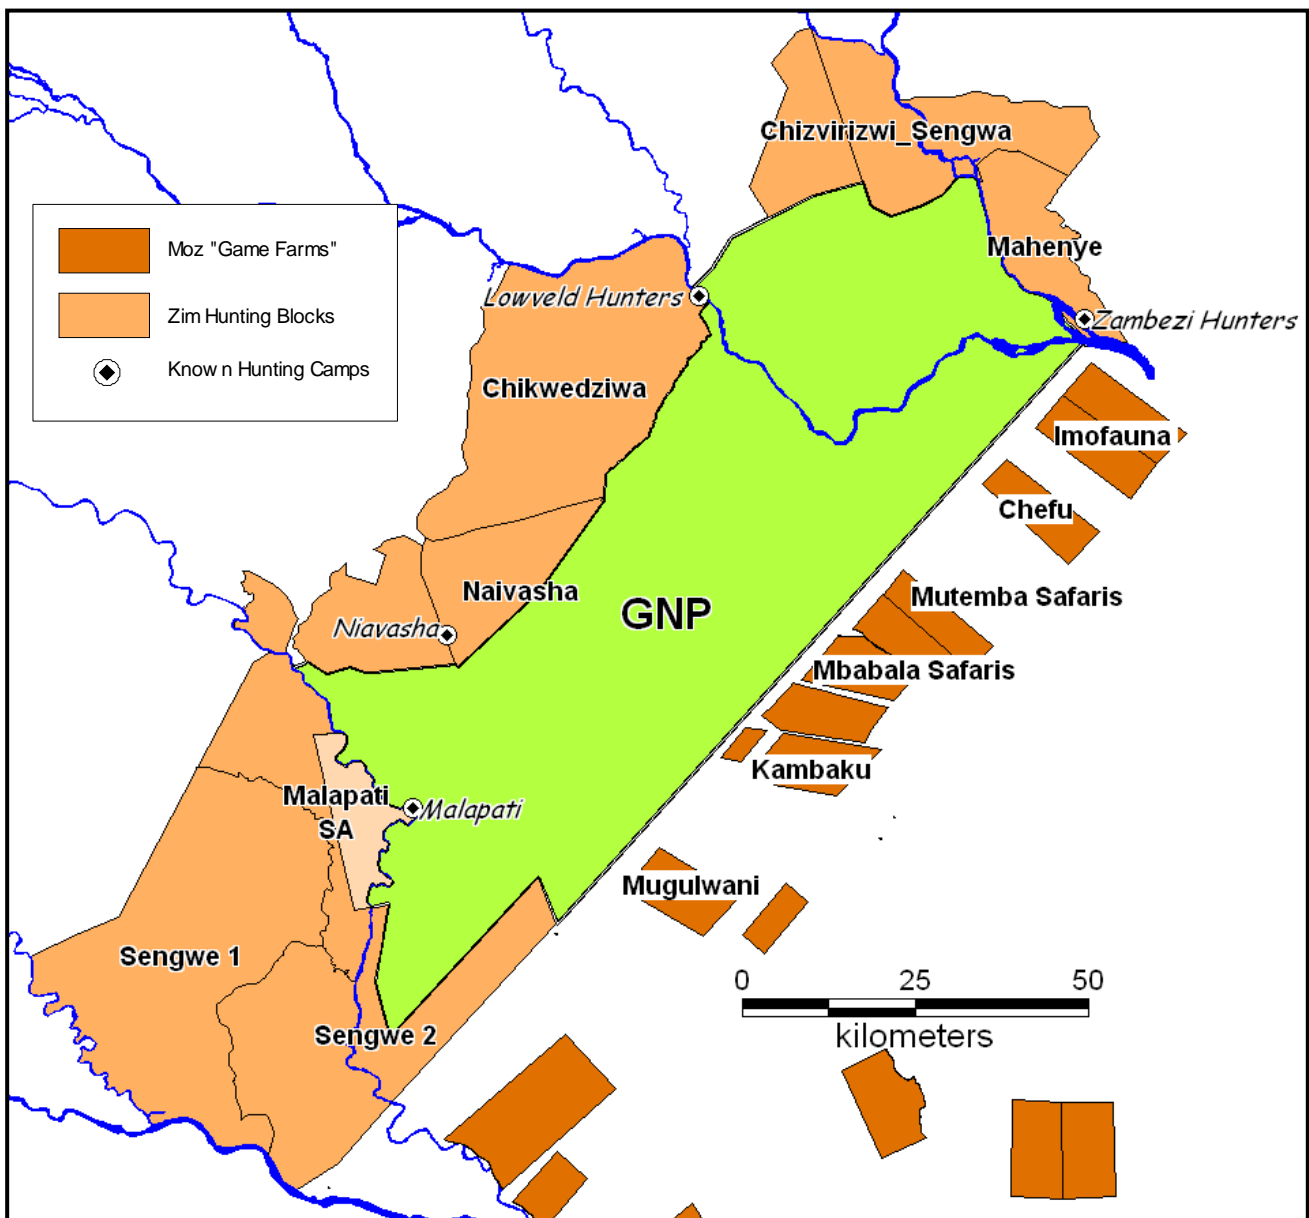 Chizvirizwi_Sengwa
Moz "Game Farms"
Mahenye
Lowveld Hunters
Zim Hunting Blocks
Zambezi Hunters
Know n Hunting Camps
Chikwedziwa
Imofauna
Chefu
Naivasha
Mutemba Safaris
GNP
Niavasha
Mbabala Safaris
Kambaku
Malapati
SA
Malapati
Mugulwani
Sengwe 1
0 25 50
kilometers
Sengwe 2